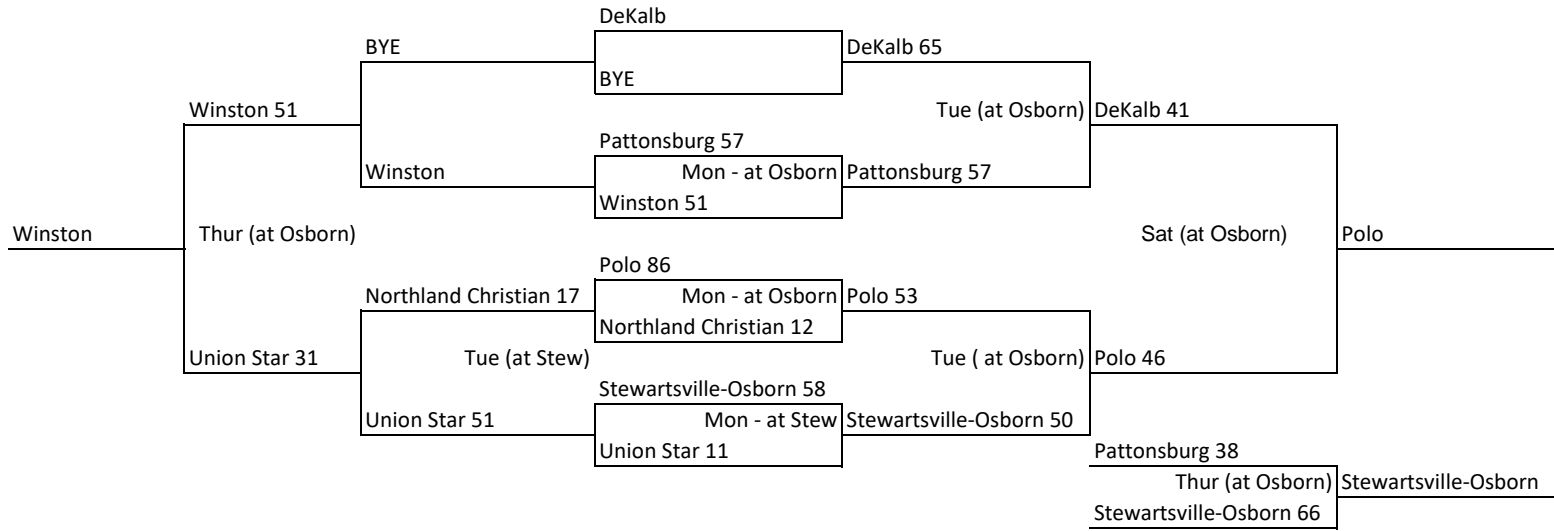 DeKalb
BYE
DeKalb 65
BYE
Winston 51
Tue (at Osborn)
DeKalb 41
Pattonsburg 57
Winston
Mon - at Osborn
Pattonsburg 57
Winston 51
Winston
Thur (at Osborn)
Sat (at Osborn)
Polo
Polo 86
Northland Christian 17
Mon - at Osborn
Polo 53
Northland Christian 12
Union Star 31
Tue (at Stew)
Tue ( at Osborn)
Polo 46
Stewartsville-Osborn 58
Union Star 51
Mon - at Stew
Stewartsville-Osborn 50
Union Star 11
Pattonsburg 38
Thur (at Osborn)
Stewartsville-Osborn
Stewartsville-Osborn 66